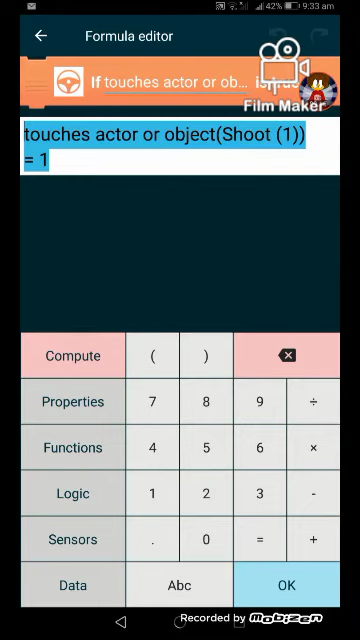 42% 9:33 am
Formula editor
If touches actor or ob... is true
Film Maker
touches actor or object(Shoot (1))
= 1
Compute ( )
Properties 7 8 9 ÷
Functions 4 5 6 ×
Logic 1 2 3 -
Sensors . 0 = +
Data Abc OK
Recorded by mobizen